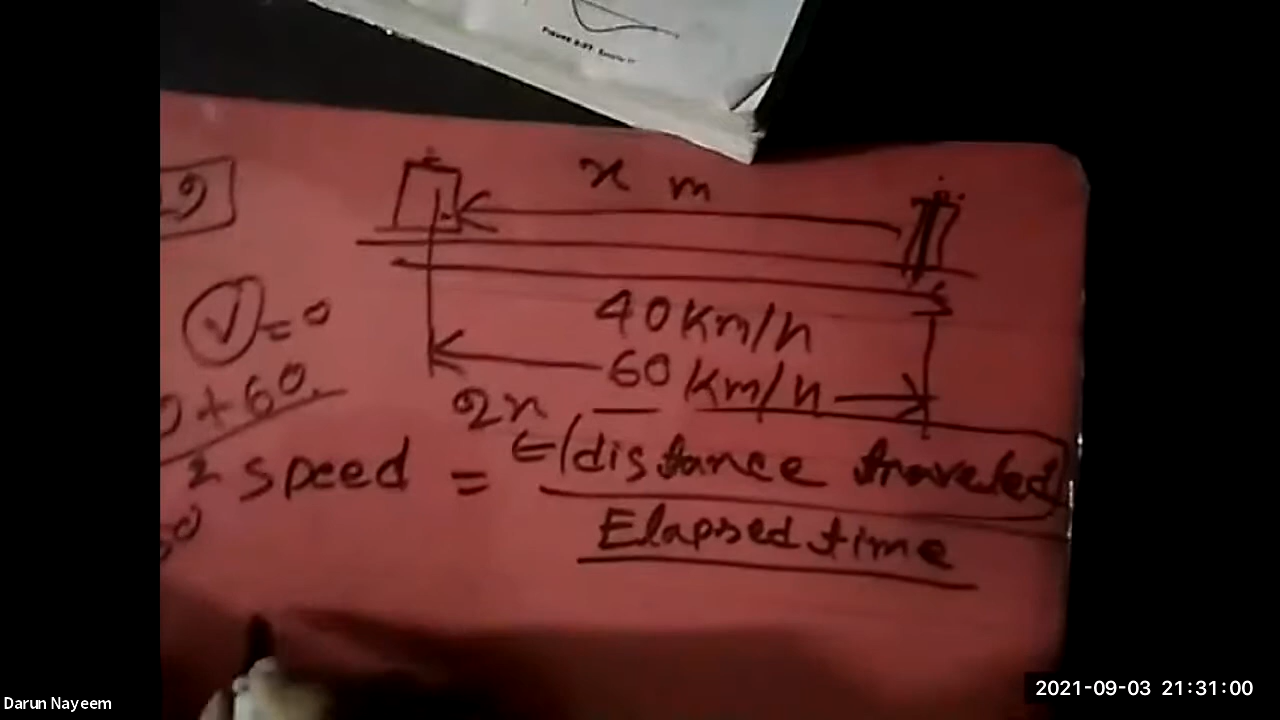 x m
40 Km/h
60 Km/h
V = 0
+ 60
2
2x
speed = distance traveled
Elapsed time
Darun Nayeem
2021-09-03 21:31:00